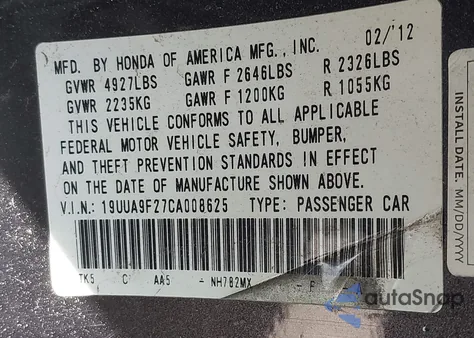 MFD. BY HONDA OF AMERICA MFG., INC. 02/'12
GVWR 4927LBS GAWR F 2646LBS R 2326LBS
GVWR 2235KG GAWR F 1200KG R 1055KG
THIS VEHICLE CONFORMS TO ALL APPLICABLE
FEDERAL MOTOR VEHICLE SAFETY, BUMPER,
AND THEFT PREVENTION STANDARDS IN EFFECT
ON THE DATE OF MANUFACTURE SHOWN ABOVE.
V.I.N.: 19UUA9F27CA008625 TYPE: PASSENGER CAR
TK5 C AA5 - NH782MX - F - A
INSTALL DATE, MM/DD/YYYY
autaSnap